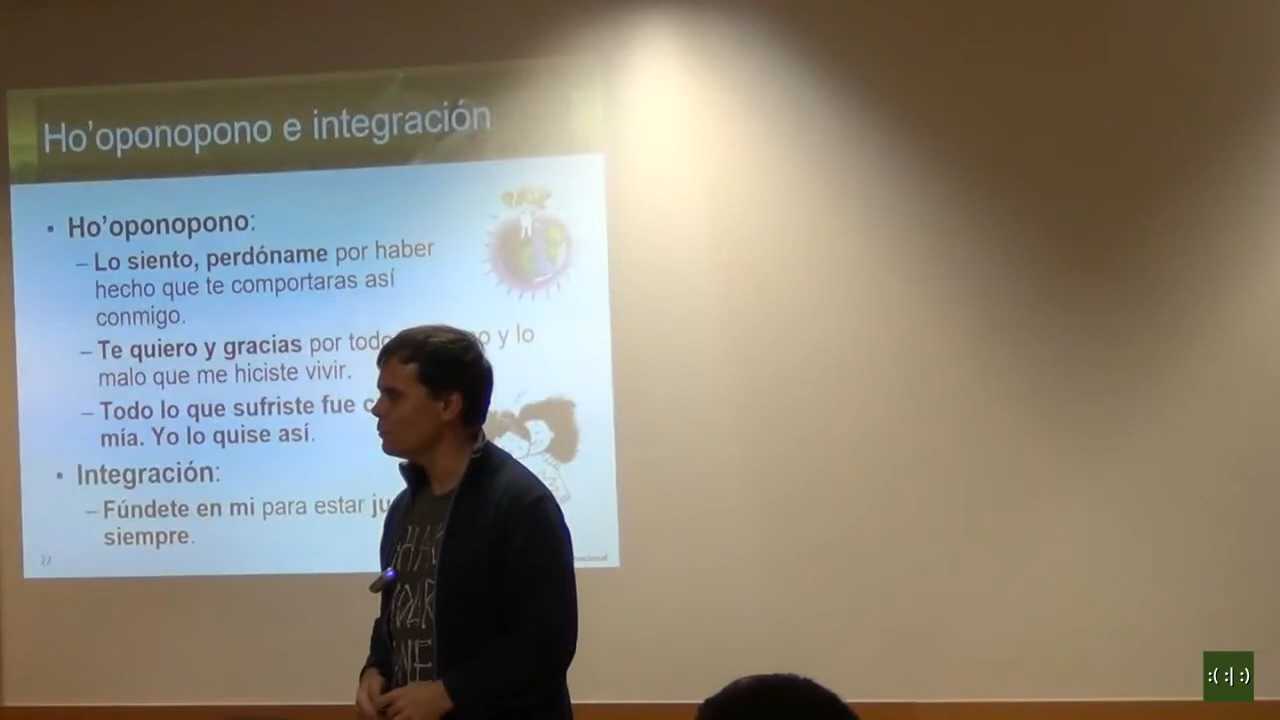 Ho'oponopono e integración
• Ho'oponopono:
– Lo siento, perdóname por haber
hecho que te comportaras así
conmigo.
– Te quiero y gracias por todo y lo
malo que me hiciste vivir.
– Todo lo que sufriste fue
mía. Yo lo quise así.
• Integración:
– Fúndete en mi para estar
siempre.
27
:( :| :)